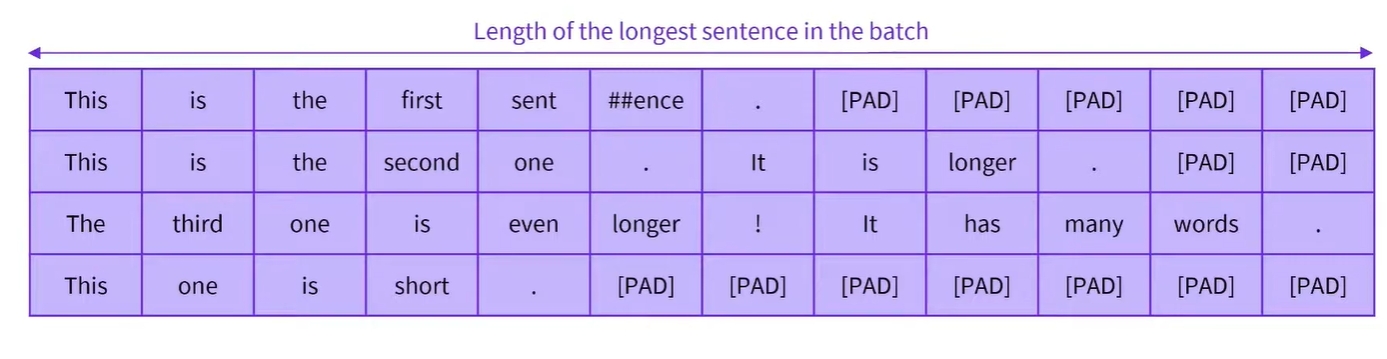 Length of the longest sentence in the batch
This is the first sent ##ence . [PAD] [PAD] [PAD] [PAD] [PAD]
This is the second one . It is longer . [PAD] [PAD]
The third one is even longer ! It has many words .
This one is short . [PAD] [PAD] [PAD] [PAD] [PAD] [PAD] [PAD]